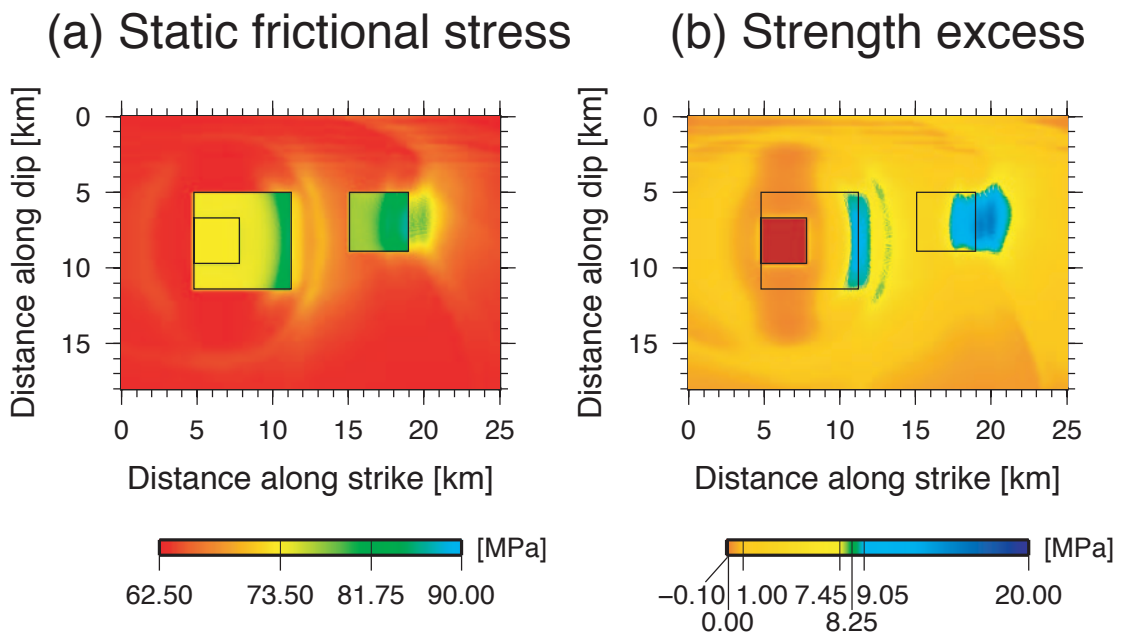 (a) Static frictional stress
(b) Strength excess
Distance along dip [km]
0
5
10
15
0 5 10 15 20 25
Distance along strike [km]
[MPa]
62.50 73.50 81.75 90.00
Distance along dip [km]
0
5
10
15
0 5 10 15 20 25
Distance along strike [km]
[MPa]
−0.10 1.00 7.45 9.05 20.00
0.00 8.25